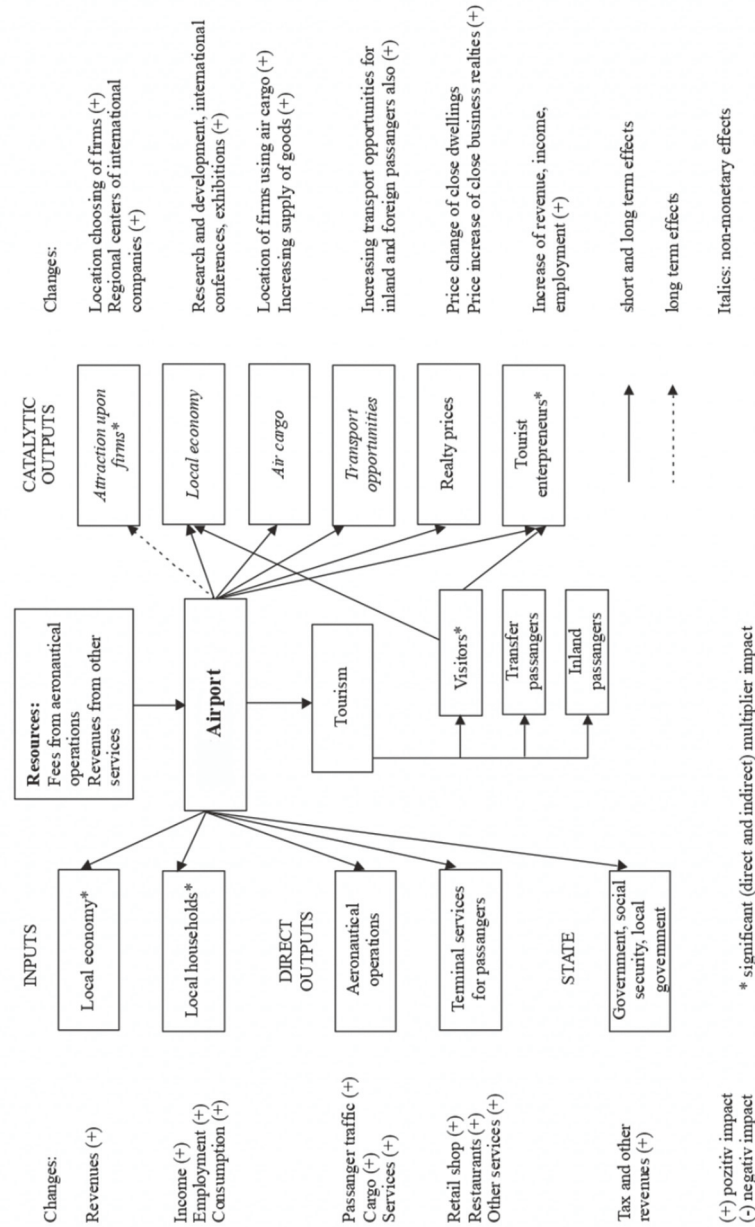 Changes:
INPUTS
Revenues (+)
Local economy*
Income (+)
Employment (+)
Consumption (+)
Local households*
DIRECT
OUTPUTS
Passanger traffic (+)
Cargo (+)
Services (+)
Aeronautical
operations
Retail shop (+)
Restaurants (+)
Other services (+)
Teminal services
for passangers
STATE
Tax and other
revenues (+)
Government, social
security, local
govemment
Resources:
Fees from aeronautical
operations
Revenues from other
services
Airport
Tourism
Visitors*
Transfer
passangers
Inland
passangers
CATALYTIC
OUTPUTS
Changes:
Attraction upon
firms*
Location choosing of firms (+)
Regional centers of international
companies (+)
Local economy
Research and development, international
conferences, exhibitions (+)
Air cargo
Location of firms using air cargo (+)
Increasing supply of goods (+)
Transport
opportunities
Increasing transport opportunities for
inland and foreign passangers also (+)
Realty prices
Price change of close dwellings
Price increase of close business realties (+)
Tourist
enterpreneurs*
Increase of revenue, income,
employment (+)
short and long term effects
long term effects
(+) pozitiv impact
(-) negativ impact
* significant (direct and indirect) multiplier impact
Italics: non-monetary effects